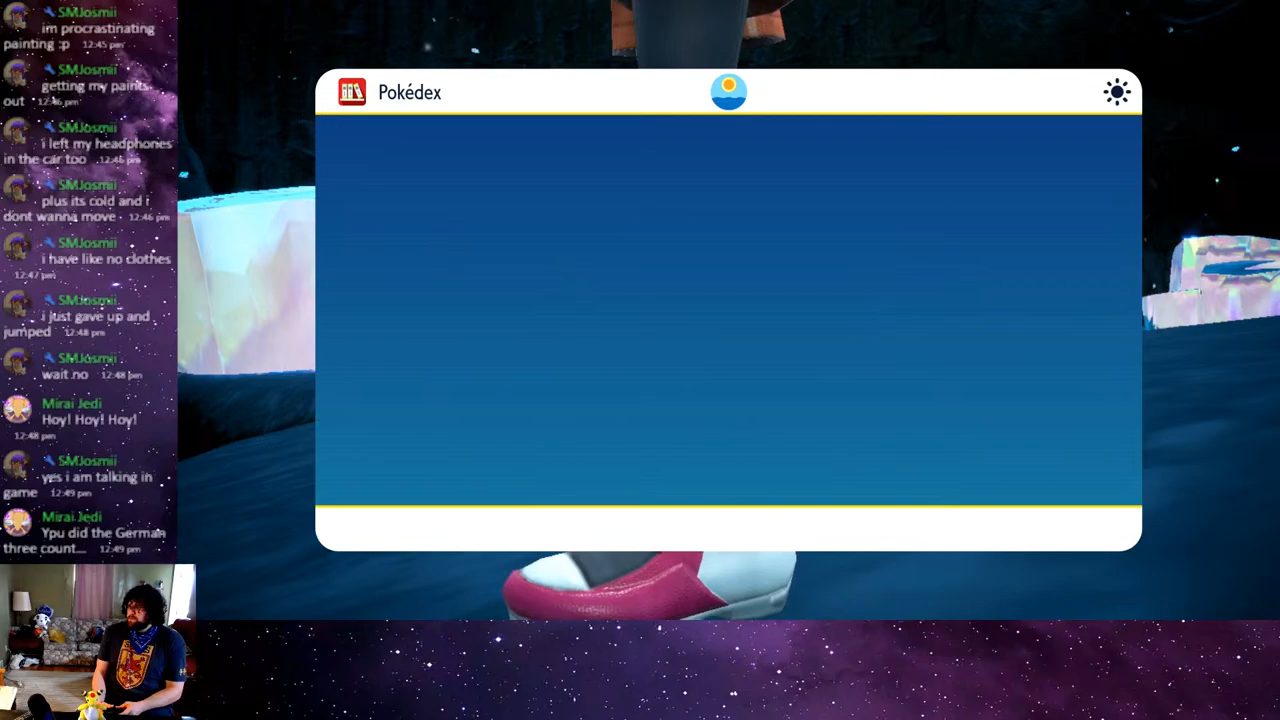 SMJosmii
im procrastinating
painting :p 12:45 pm
SMJosmii
getting my paints
out 12:46 pm
SMJosmii
i left my headphones
in the car too 12:46 pm
SMJosmii
plus its cold and i
dont wanna move 12:46 pm
SMJosmii
i have like no clothes
12:47 pm
SMJosmii
i just gave up and
jumped 12:48 pm
SMJosmii
wait no 12:48 pm
Mirai Jedi
Hoy! Hoy! Hoy!
12:48 pm
SMJosmii
yes i am talking in
game 12:49 pm
Mirai Jedi
Ypu did the German
three count... 12:49 pm
Pokédex